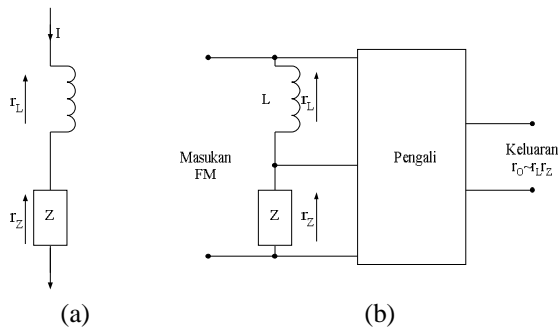 I
r_L
r_Z
Z
(a)
L
r_L
Masukan
FM
Z
r_Z
Pengali
Keluaran
r_O~r_L r_Z
(b)